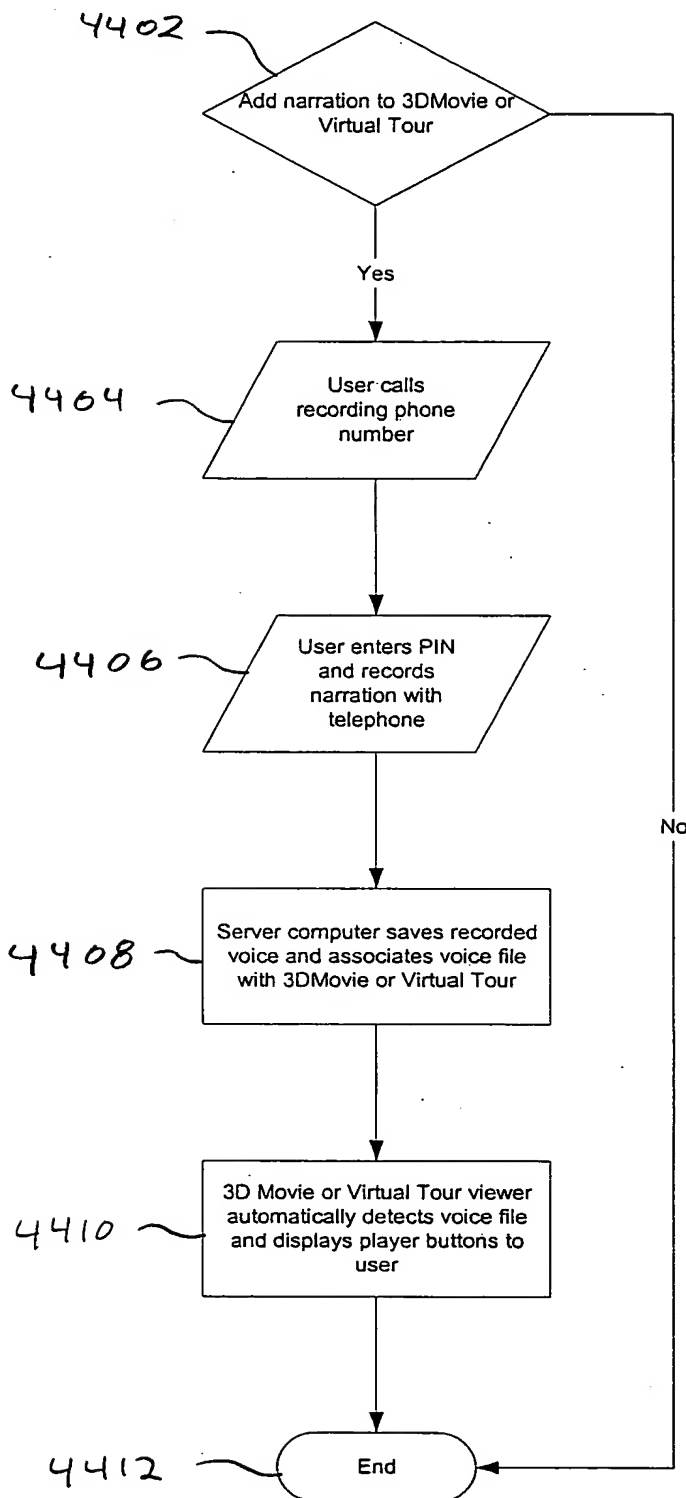 4402
Add narration to 3DMovie or
Virtual Tour
Yes
4404
User calls
recording phone
number
4406
User enters PIN
and records
narration with
telephone
No
4408
Server computer saves recorded
voice and associates voice file
with 3DMovie or Virtual Tour
4410
3D Movie or Virtual Tour viewer
automatically detects voice file
and displays player buttons to
user
4412
End